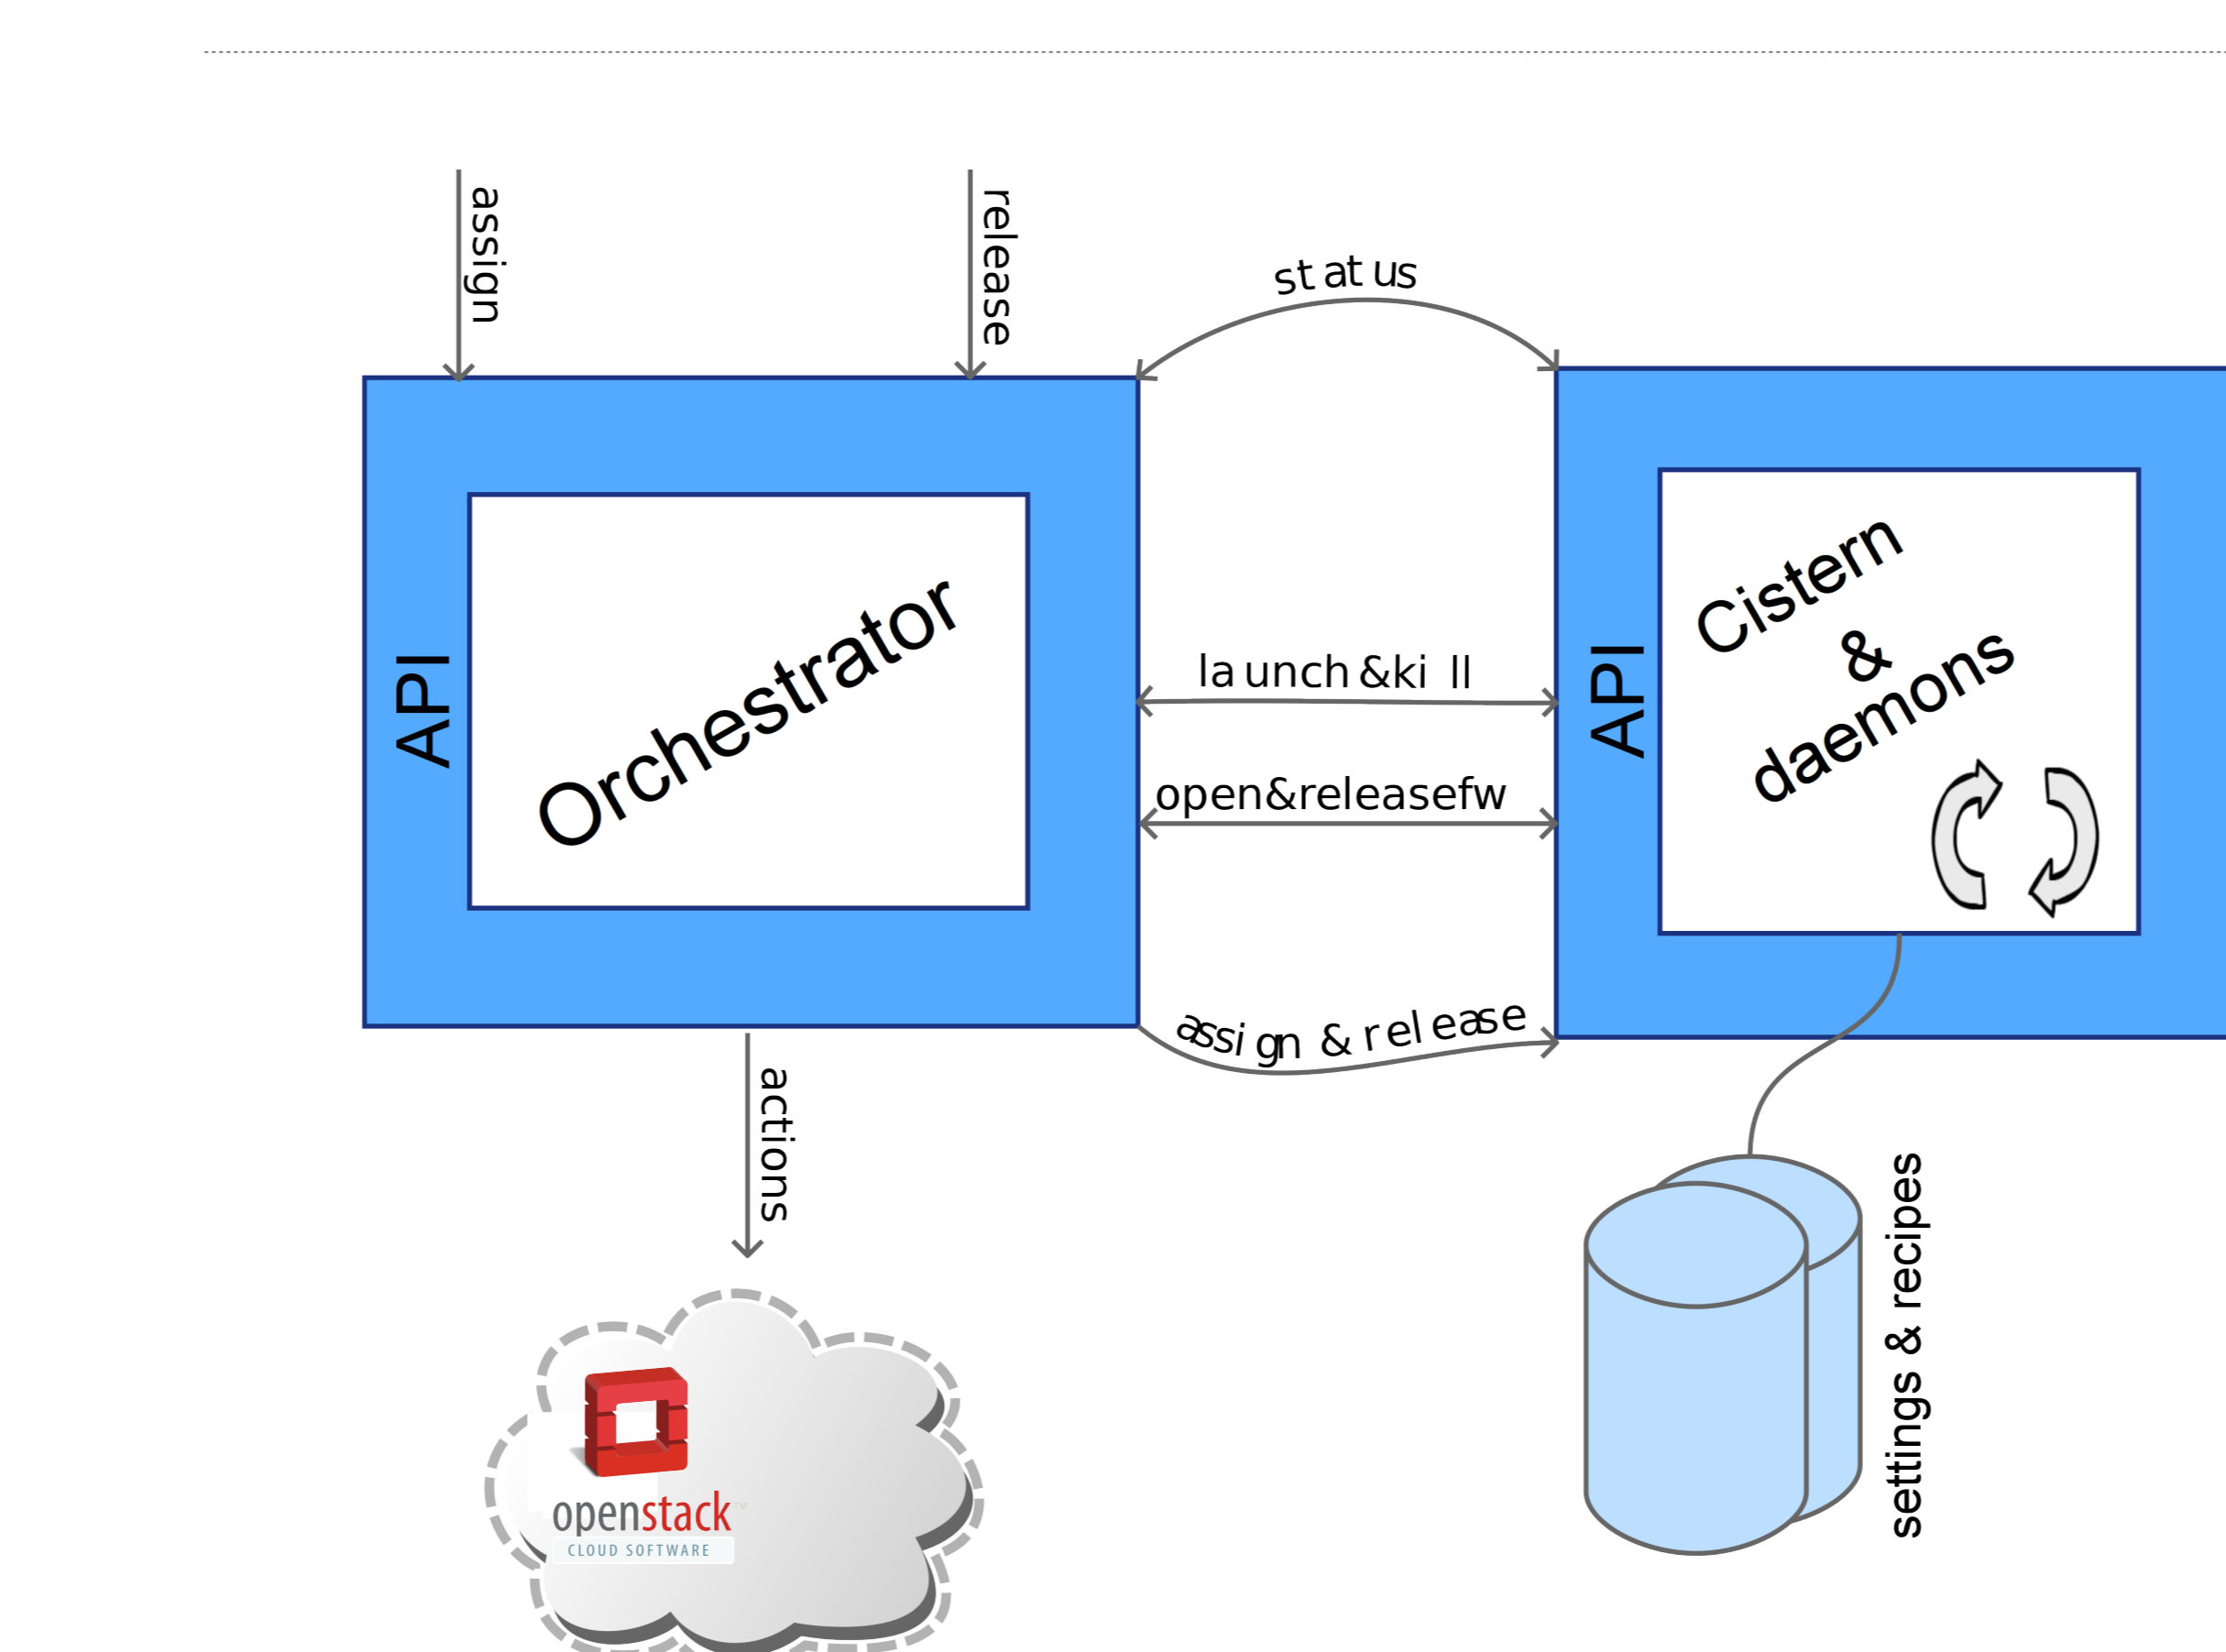 assign
release
status
API
Orchestrator
launch&kill
open&releasefw
API
Cistern
&
daemons
assign & release
actions
settings & recipes
openstack™
CLOUD SOFTWARE